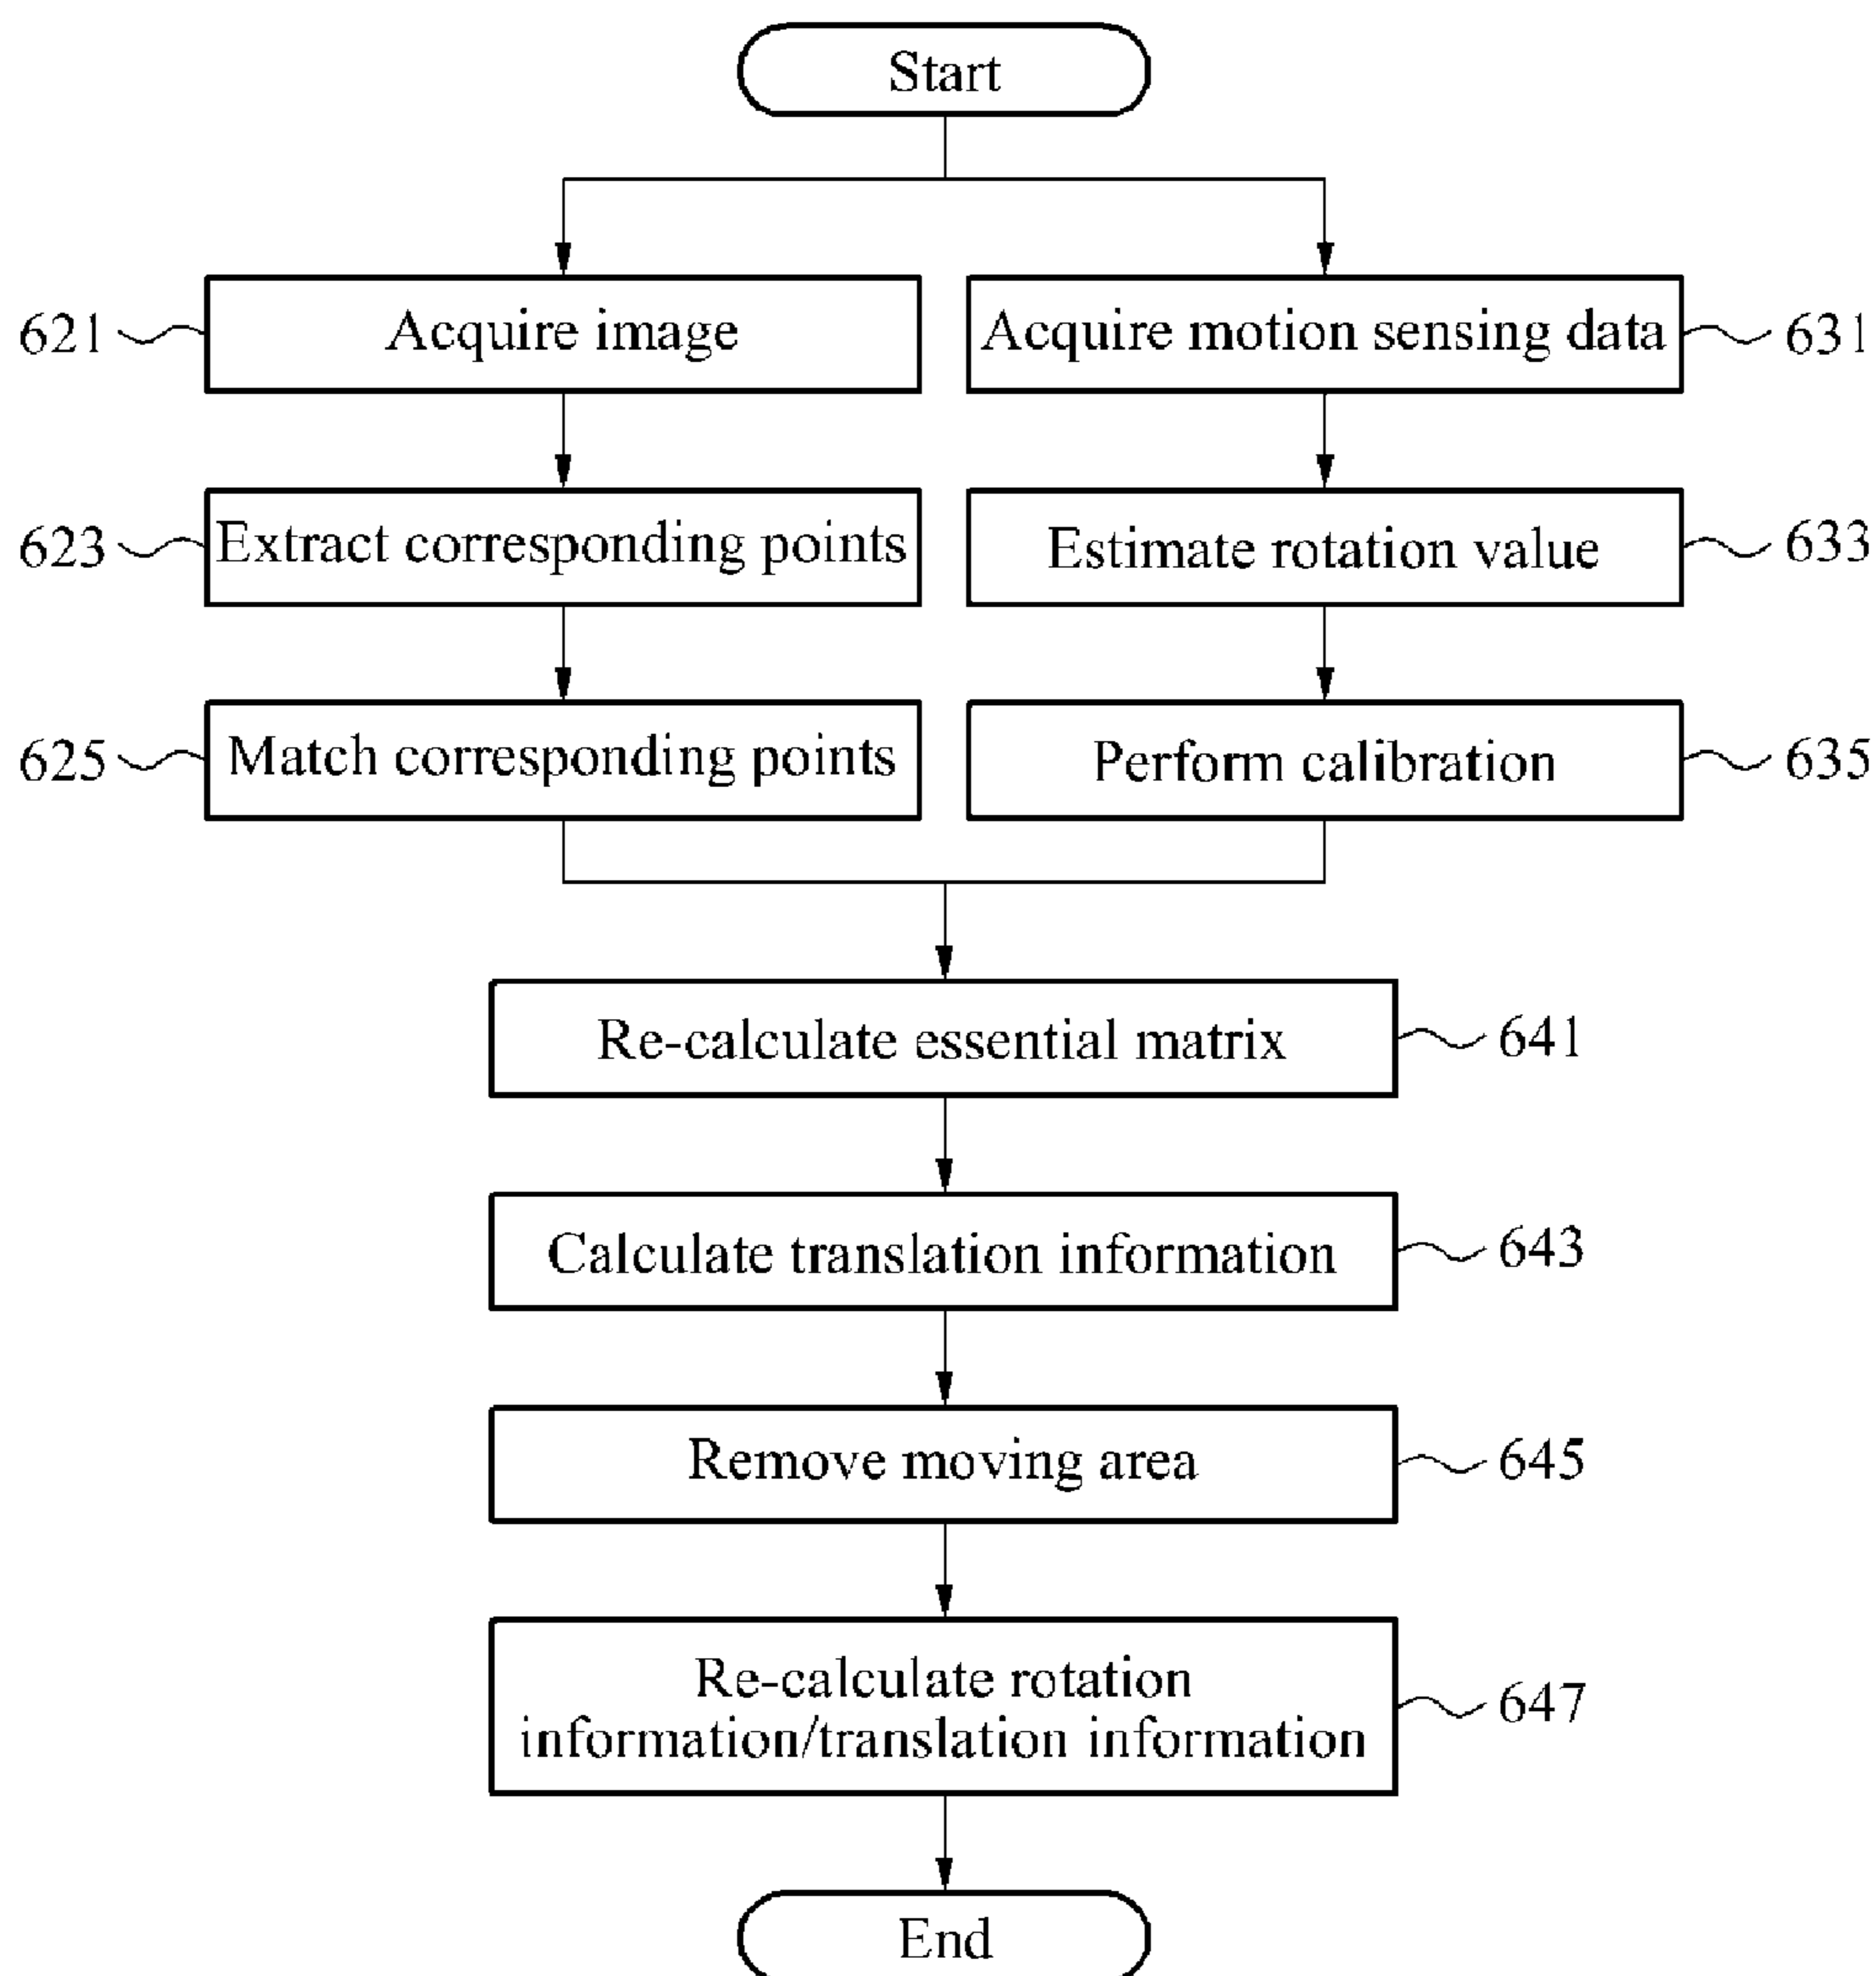 Start
621
Acquire image
Acquire motion sensing data
631
623
Extract corresponding points
Estimate rotation value
633
625
Match corresponding points
Perform calibration
635
Re-calculate essential matrix
641
Calculate translation information
643
Remove moving area
645
Re-calculate rotation
information/translation information
647
End